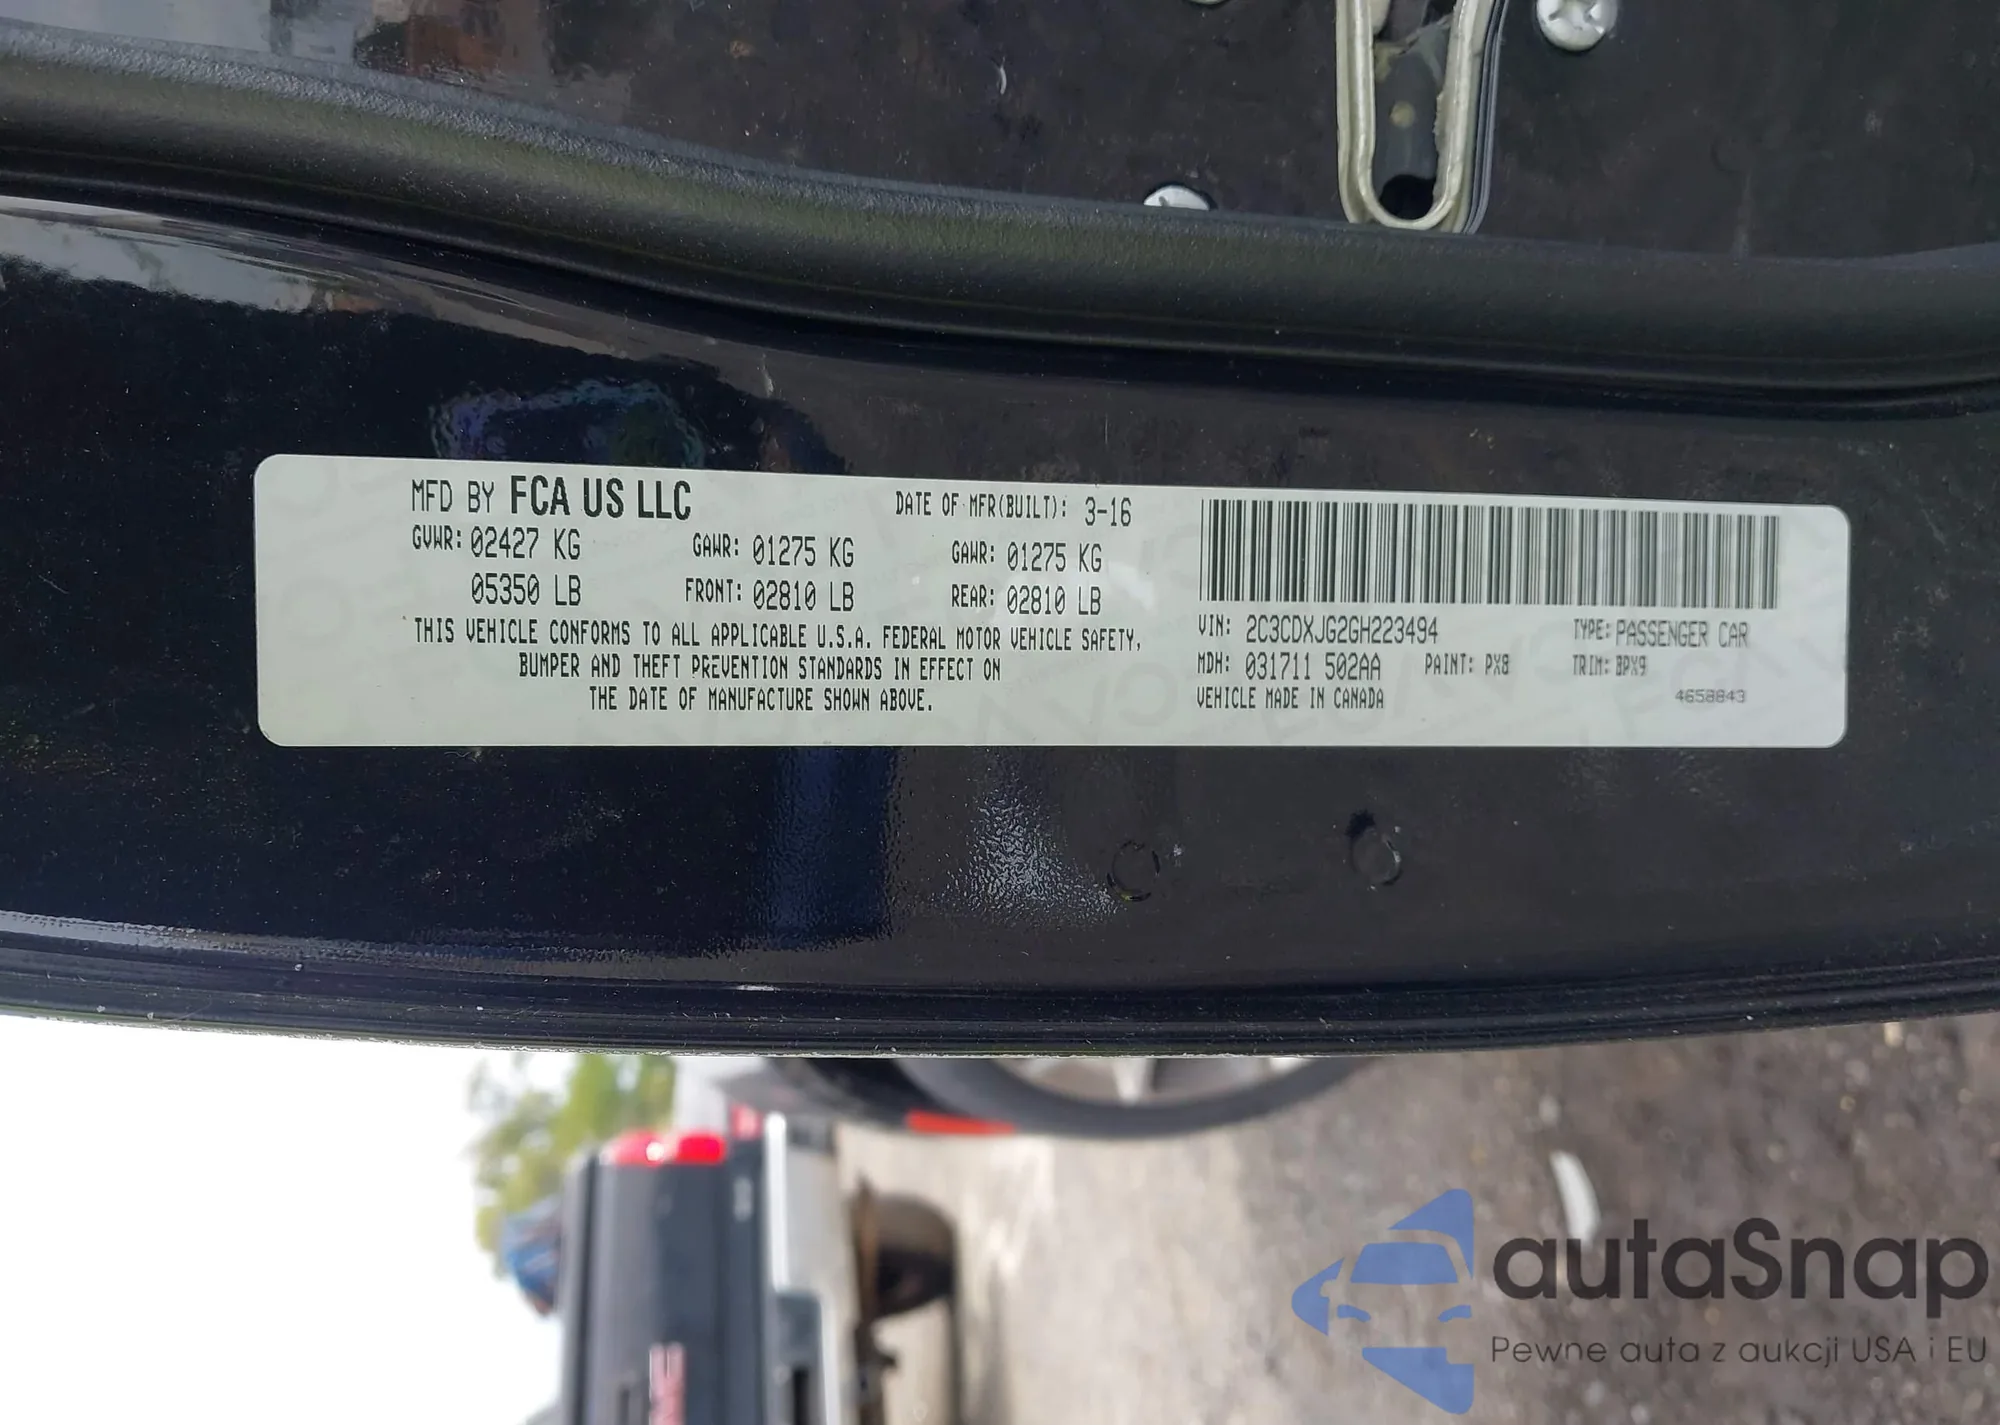 MFD BY FCA US LLC
DATE OF MFR(BUILT): 3-16
GVWR: 02427 KG
GAWR: 01275 KG
GAWR: 01275 KG
05350 LB
FRONT: 02810 LB
REAR: 02810 LB
THIS VEHICLE CONFORMS TO ALL APPLICABLE U.S.A. FEDERAL MOTOR VEHICLE SAFETY,
BUMPER AND THEFT PREVENTION STANDARDS IN EFFECT ON
THE DATE OF MANUFACTURE SHOWN ABOVE.
VIN: 2C3CDXJG2GH223494
TYPE: PASSENGER CAR
MDH: 031711 502AA
PAINT: PX8
TRIM: BPX9
VEHICLE MADE IN CANADA
4658843
autaSnap
Pewne auta z aukcji USA i EU